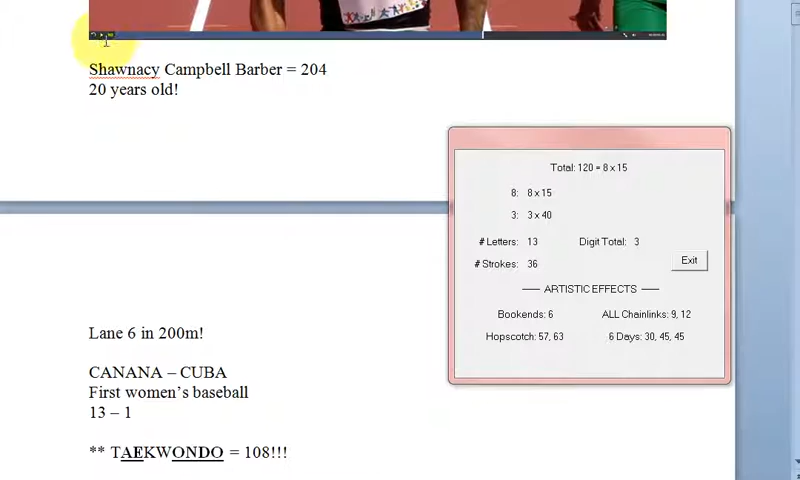 Shawnacy Campbell Barber = 204
20 years old!
Total: 120 = 8 x 15
8: 8 x 15
3: 3 x 40
# Letters: 13 Digit Total: 3
# Strokes: 36
Exit
ARTISTIC EFFECTS
Bookends: 6 ALL Chainlinks: 9, 12
Hopscotch: 57, 63 6 Days: 30, 45, 45
Lane 6 in 200m!
CANANA – CUBA
First women's baseball
13 – 1
** TAEKWONDO = 108!!!